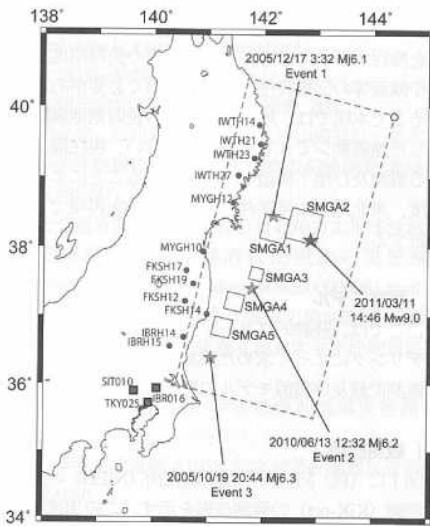 138˚
140˚
142˚
144˚
2005/12/17 3:32 Mj6.1
Event 1
40˚
IWTH14
IWTH21
IWTH23
IWTH27
MYGH12
SMGA2
SMGA1
38˚
MYGH10
FKSH17
FKSH19
FKSH12
FKSH14
SMGA3
SMGA4
SMGA5
2011/03/11
14:46 Mw9.0
IBRH14
IBRH15
36˚
SIT010
TKY025
IBR016
2010/06/13 12:32 Mj6.2
Event 2
2005/10/19 20:44 Mj6.3
Event 3
34˚